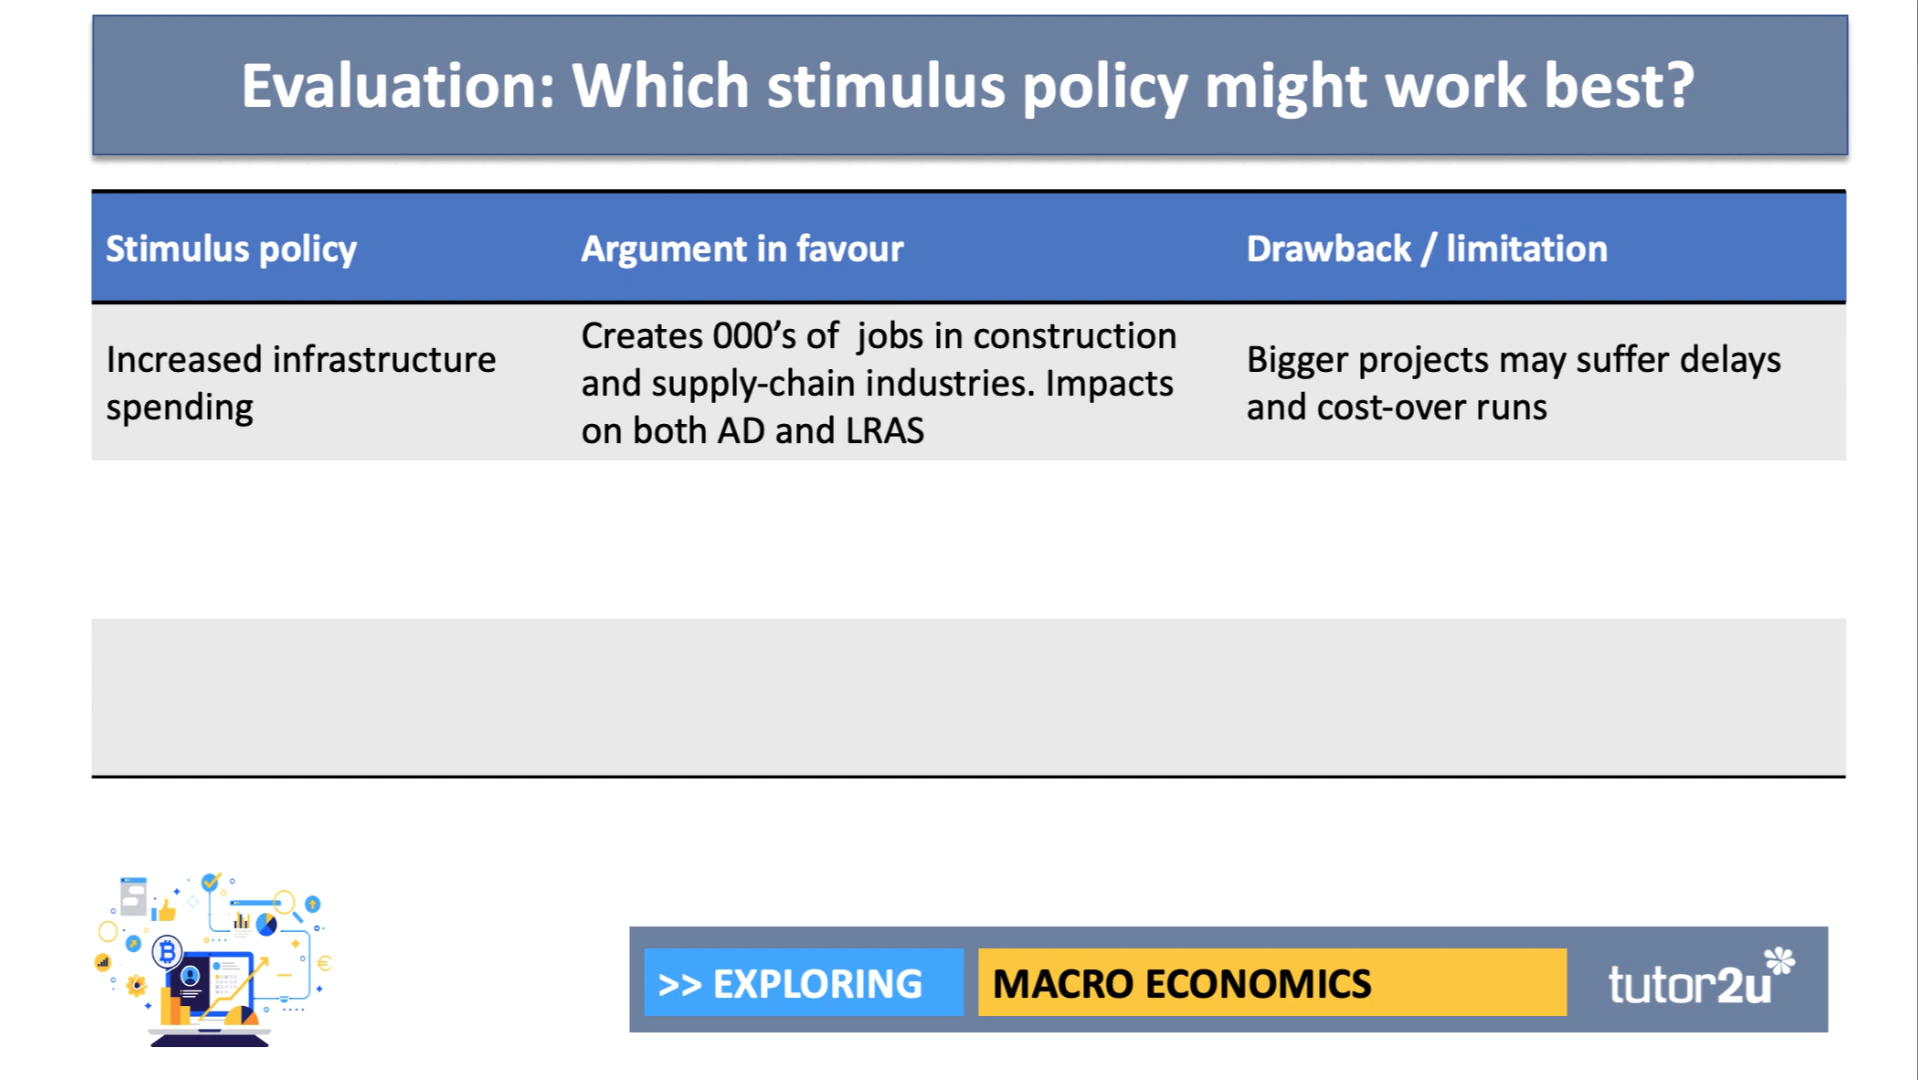 Evaluation: Which stimulus policy might work best?
Stimulus policy
Argument in favour
Drawback / limitation
Increased infrastructure
spending
Creates 000’s of  jobs in construction
and supply-chain industries. Impacts
on both AD and LRAS
Bigger projects may suffer delays
and cost-over runs
>> EXPLORING
MACRO ECONOMICS
tutor2u